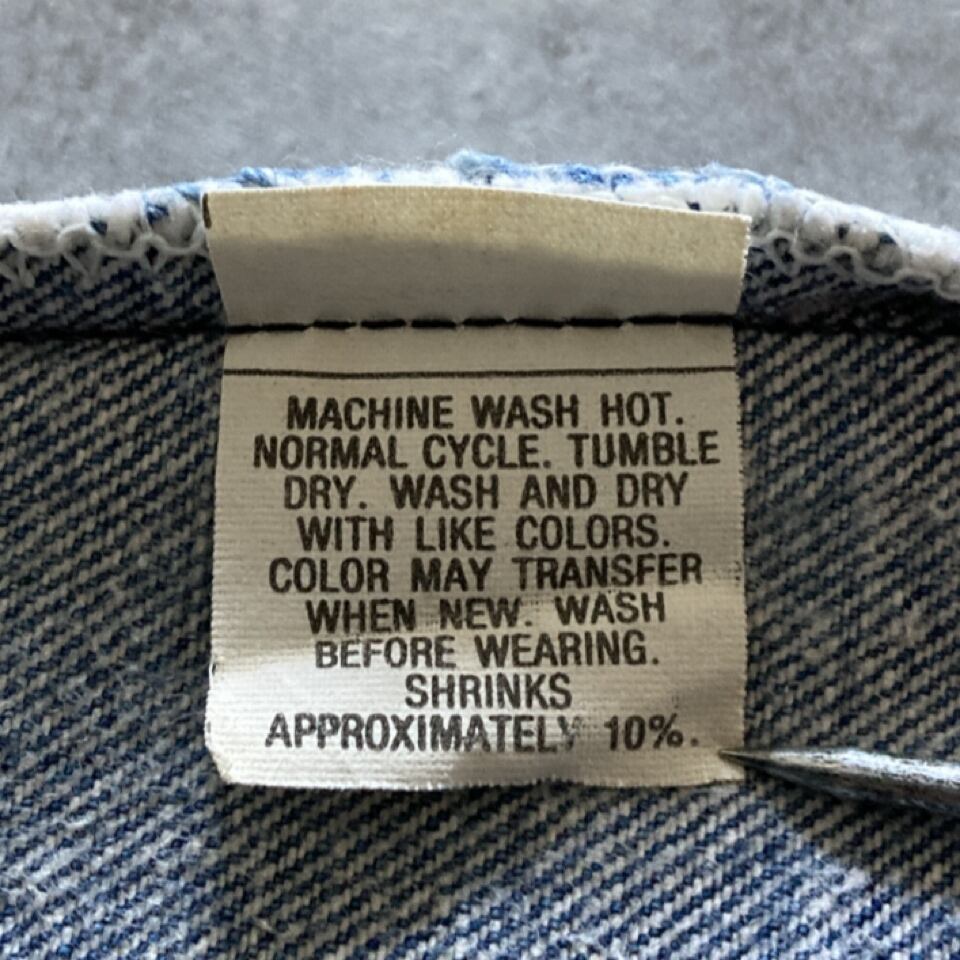 MACHINE WASH HOT.
NORMAL CYCLE. TUMBLE
DRY. WASH AND DRY
WITH LIKE COLORS.
COLOR MAY TRANSFER
WHEN NEW. WASH
BEFORE WEARING.
SHRINKS
APPROXIMATELY 10%.